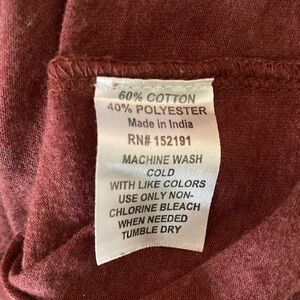 60% COTTON
40% POLYESTER
Made in India
RN# 152191
MACHINE WASH
COLD
WITH LIKE COLORS
USE ONLY NON-
CHLORINE BLEACH
WHEN NEEDED
TUMBLE DRY